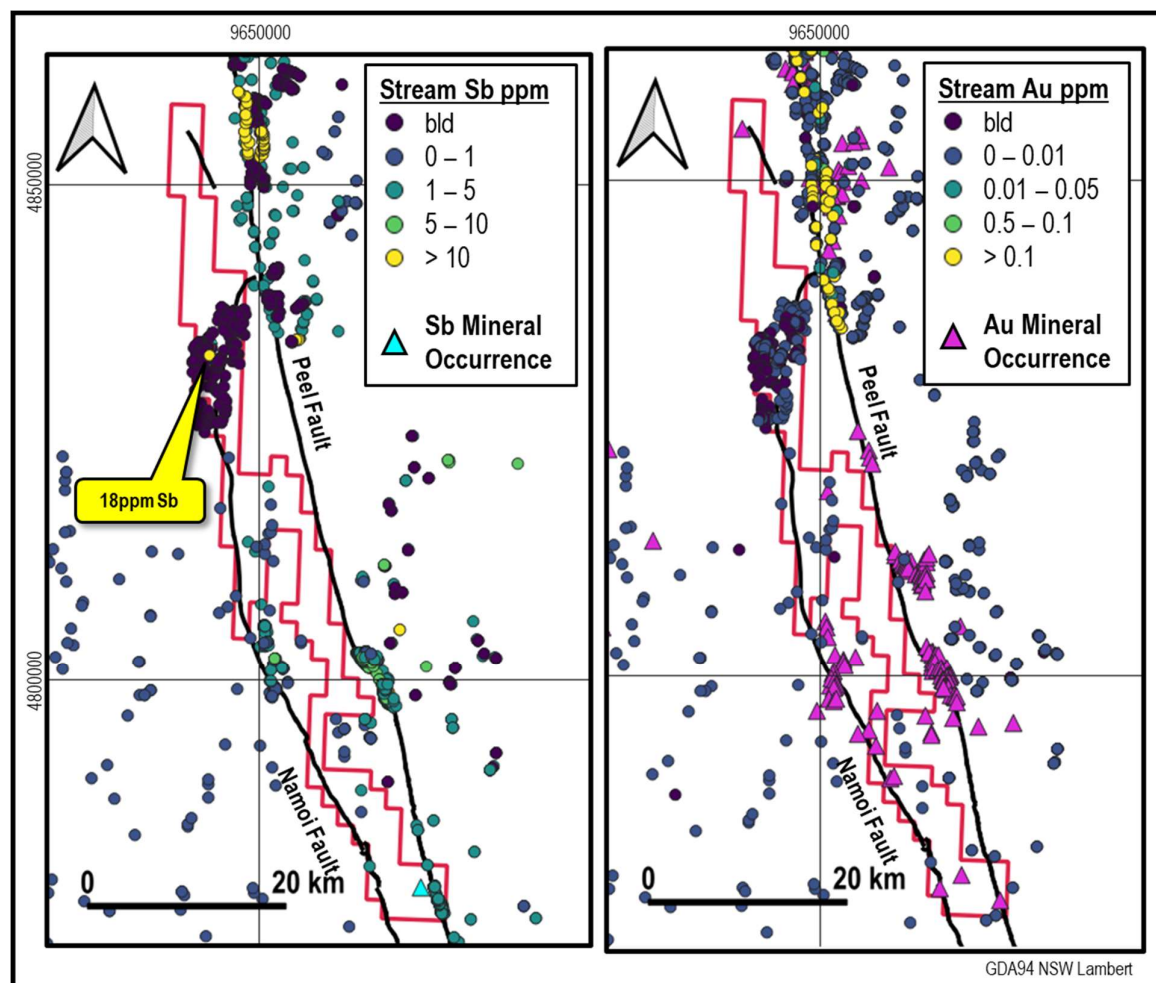 9650000
9650000
Stream Sb ppm
bld
0 – 1
1 – 5
5 – 10
> 10
Sb Mineral
Occurrence
Stream Au ppm
bld
0 – 0.01
0.01 – 0.05
0.5 – 0.1
> 0.1
Au Mineral
Occurrence
4850000
4800000
Peel Fault
18ppm Sb
Namoi Fault
0
20 km
Peel Fault
Namoi Fault
0
20 km
GDA94 NSW Lambert